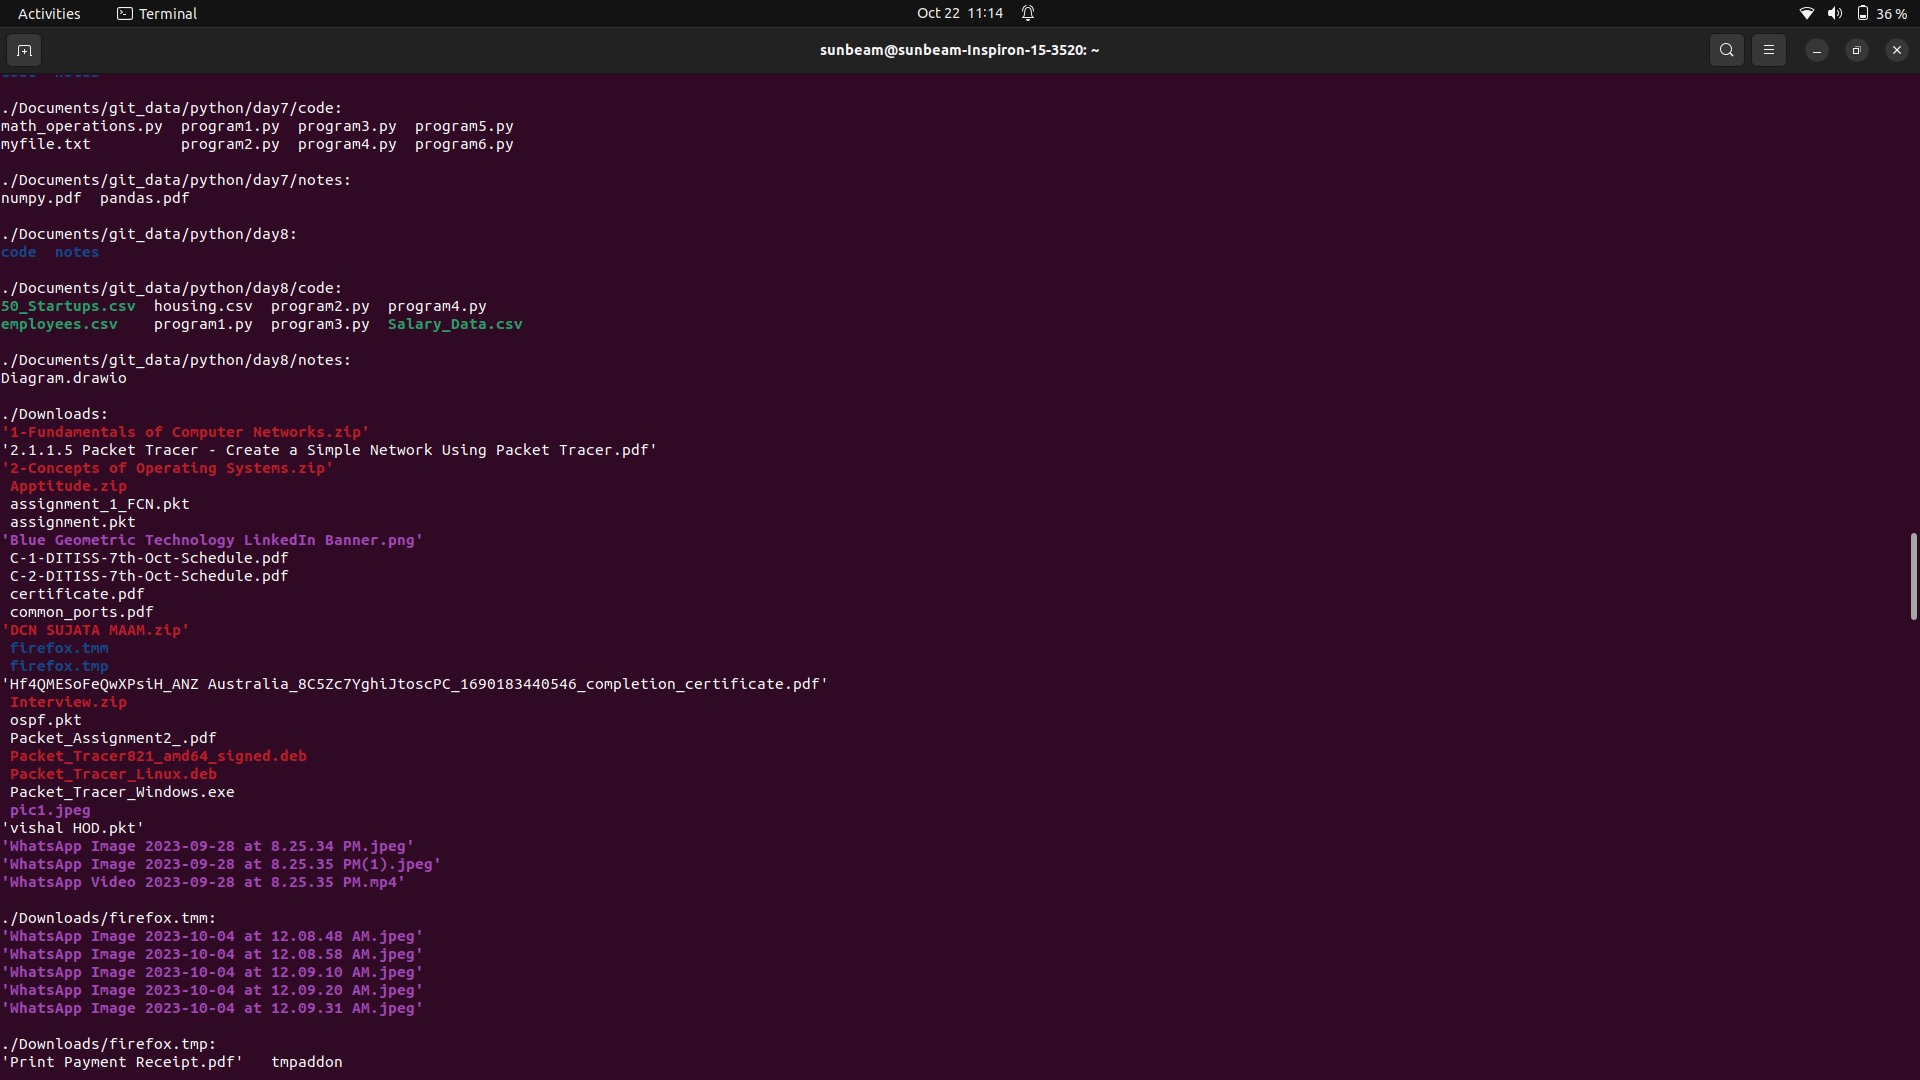 Activities Terminal Oct 22 11:14 36 %
sunbeam@sunbeam-Inspiron-15-3520: ~
./Documents/git_data/python/day7/code:
math_operations.py program1.py program3.py program5.py
myfile.txt program2.py program4.py program6.py
./Documents/git_data/python/day7/notes:
numpy.pdf pandas.pdf
./Documents/git_data/python/day8:
code notes
./Documents/git_data/python/day8/code:
50_Startups.csv housing.csv program2.py program4.py
employees.csv program1.py program3.py Salary_Data.csv
./Documents/git_data/python/day8/notes:
Diagram.drawio
./Downloads:
'1-Fundamentals of Computer Networks.zip'
'2.1.1.5 Packet Tracer - Create a Simple Network Using Packet Tracer.pdf'
'2-Concepts of Operating Systems.zip'
Apptitude.zip
assignment_1_FCN.pkt
assignment.pkt
'Blue Geometric Technology LinkedIn Banner.png'
C-1-DITISS-7th-Oct-Schedule.pdf
C-2-DITISS-7th-Oct-Schedule.pdf
certificate.pdf
common_ports.pdf
'DCN SUJATA MAAM.zip'
firefox.tmm
firefox.tmp
'Hf4QMESoFeQwXPsiH_ANZ Australia_8C5Zc7YghiJtoscPC_1690183440546_completion_certificate.pdf'
Interview.zip
ospf.pkt
Packet_Assignment2_.pdf
Packet_Tracer821_amd64_signed.deb
Packet_Tracer_Linux.deb
Packet_Tracer_Windows.exe
pic1.jpeg
'vishal HOD.pkt'
'WhatsApp Image 2023-09-28 at 8.25.34 PM.jpeg'
'WhatsApp Image 2023-09-28 at 8.25.35 PM(1).jpeg'
'WhatsApp Video 2023-09-28 at 8.25.35 PM.mp4'
./Downloads/firefox.tmm:
'WhatsApp Image 2023-10-04 at 12.08.48 AM.jpeg'
'WhatsApp Image 2023-10-04 at 12.08.58 AM.jpeg'
'WhatsApp Image 2023-10-04 at 12.09.10 AM.jpeg'
'WhatsApp Image 2023-10-04 at 12.09.20 AM.jpeg'
'WhatsApp Image 2023-10-04 at 12.09.31 AM.jpeg'
./Downloads/firefox.tmp:
'Print Payment Receipt.pdf' tmpaddon